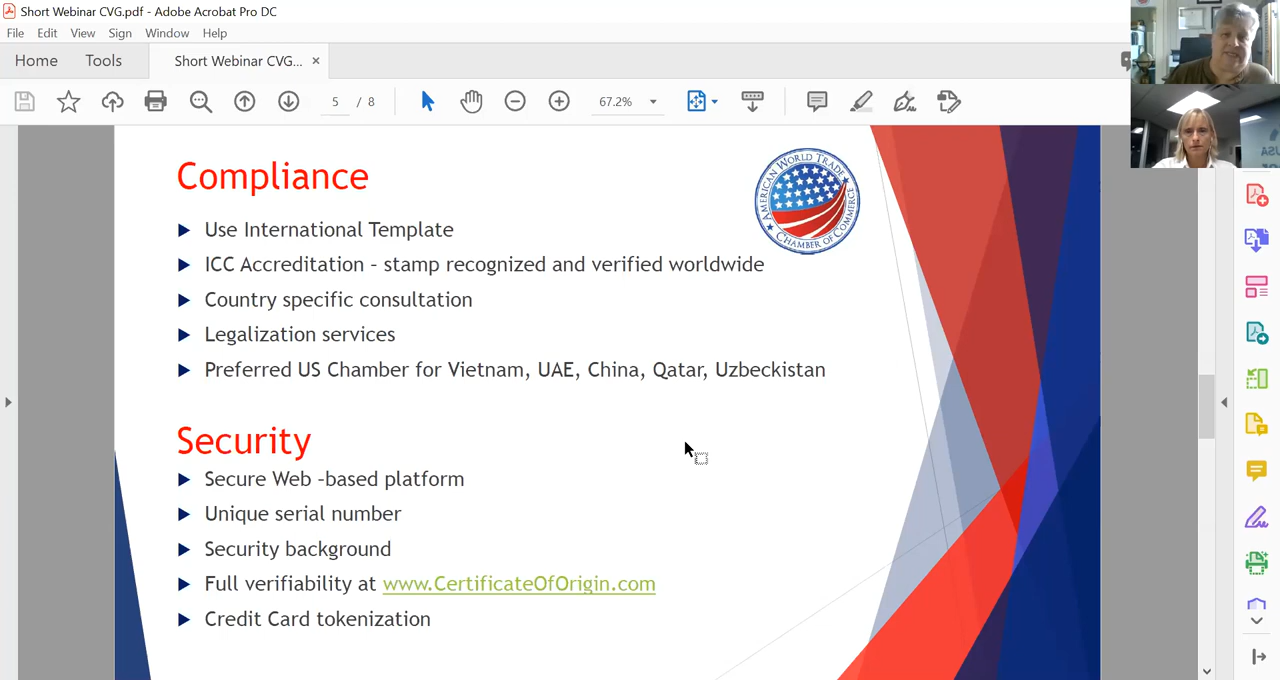 Short Webinar CVG.pdf - Adobe Acrobat Pro DC
File Edit View Sign Window Help
Home Tools Short Webinar CVG... ×
5 / 8 67.2%
Compliance
AMERICAN WORLD TRADE
CHAMBER OF COMMERCE
Use International Template
ICC Accreditation – stamp recognized and verified worldwide
Country specific consultation
Legalization services
Preferred US Chamber for Vietnam, UAE, China, Qatar, Uzbeckistan
Security
Secure Web –based platform
Unique serial number
Security background
Full verifiability at www.CertificateOfOrigin.com
Credit Card tokenization